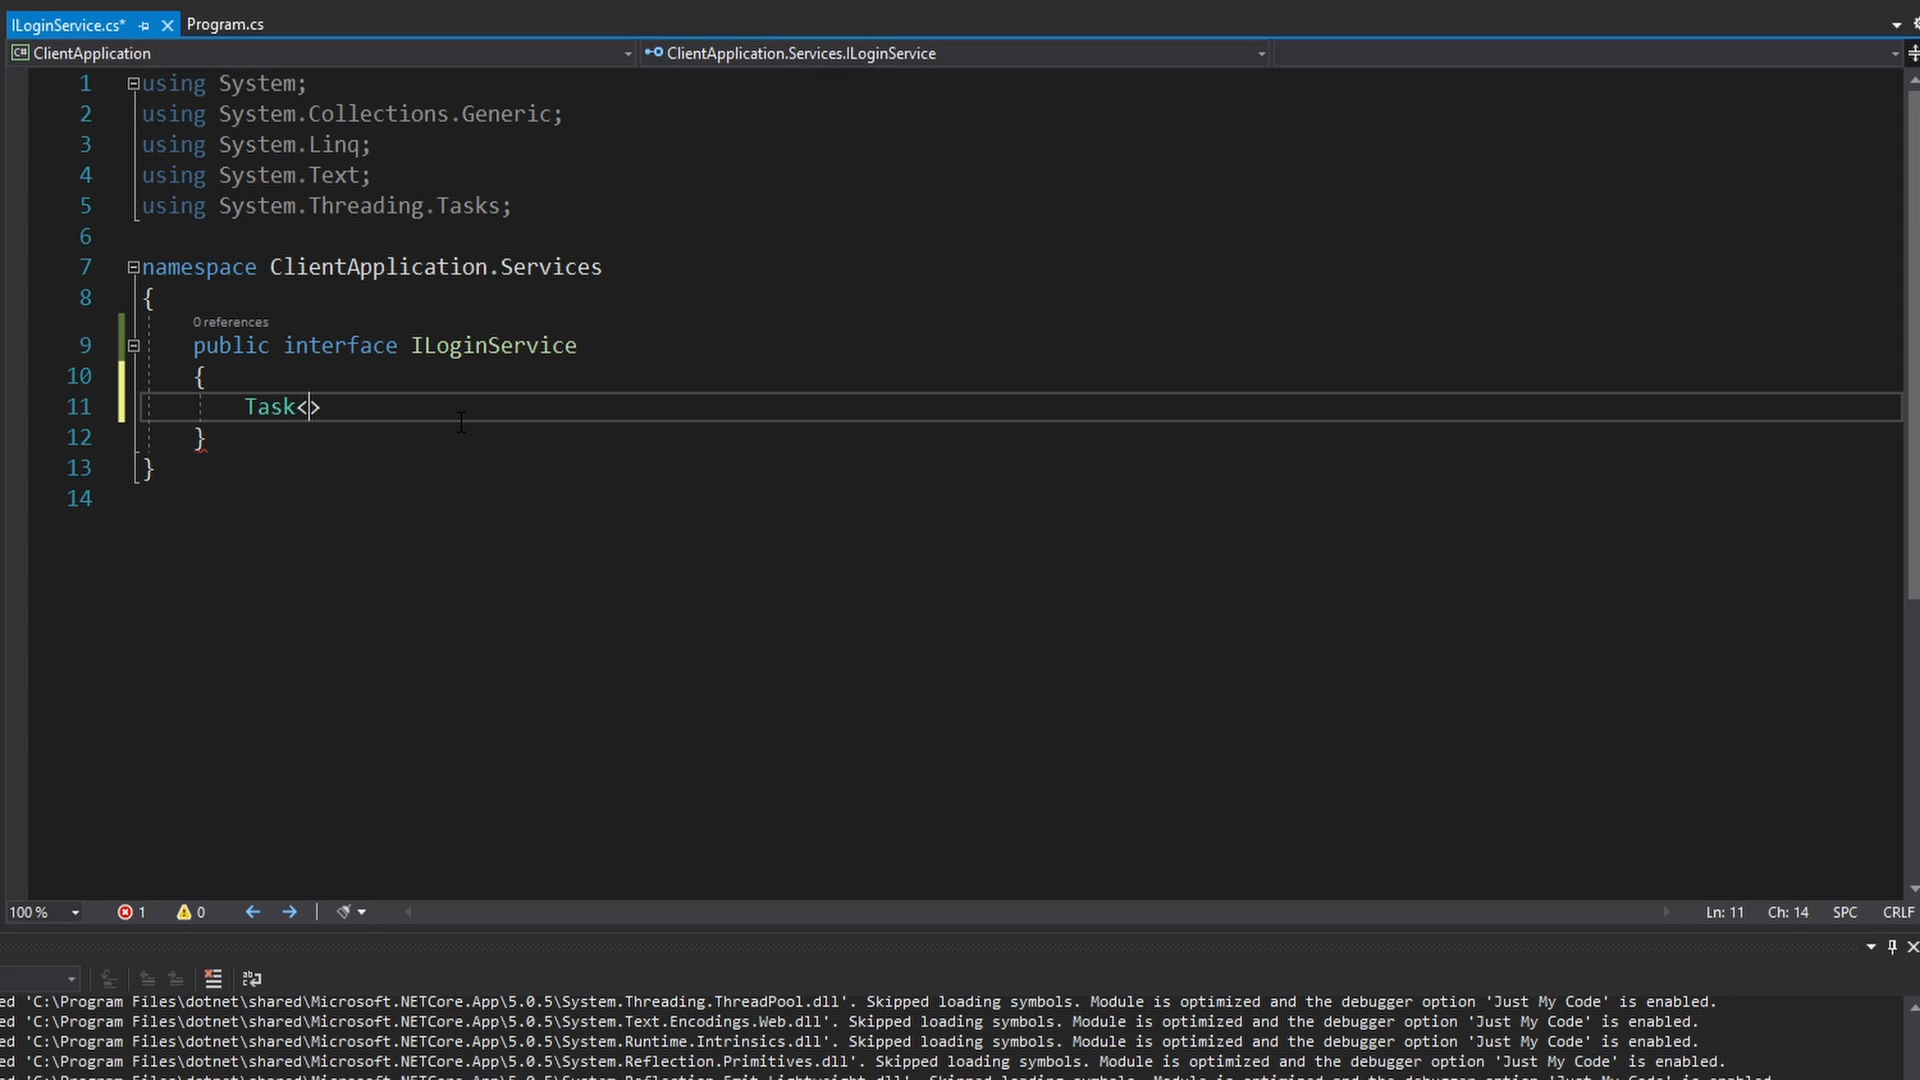 ILoginService.cs* Program.cs
C# ClientApplication ClientApplication.Services.ILoginService
1 using System;
2 using System.Collections.Generic;
3 using System.Linq;
4 using System.Text;
5 using System.Threading.Tasks;
6
7 namespace ClientApplication.Services
8 {
0 references
9 public interface ILoginService
10 {
11 Task<>
12 }
13 }
14
100 % 1 0 Ln: 11 Ch: 14 SPC CRLF
ed 'C:\Program Files\dotnet\shared\Microsoft.NETCore.App\5.0.5\System.Threading.ThreadPool.dll'. Skipped loading symbols. Module is optimized and the debugger option 'Just My Code' is enabled.
ed 'C:\Program Files\dotnet\shared\Microsoft.NETCore.App\5.0.5\System.Text.Encodings.Web.dll'. Skipped loading symbols. Module is optimized and the debugger option 'Just My Code' is enabled.
ed 'C:\Program Files\dotnet\shared\Microsoft.NETCore.App\5.0.5\System.Runtime.Intrinsics.dll'. Skipped loading symbols. Module is optimized and the debugger option 'Just My Code' is enabled.
ed 'C:\Program Files\dotnet\shared\Microsoft.NETCore.App\5.0.5\System.Reflection.Primitives.dll'. Skipped loading symbols. Module is optimized and the debugger option 'Just My Code' is enabled.